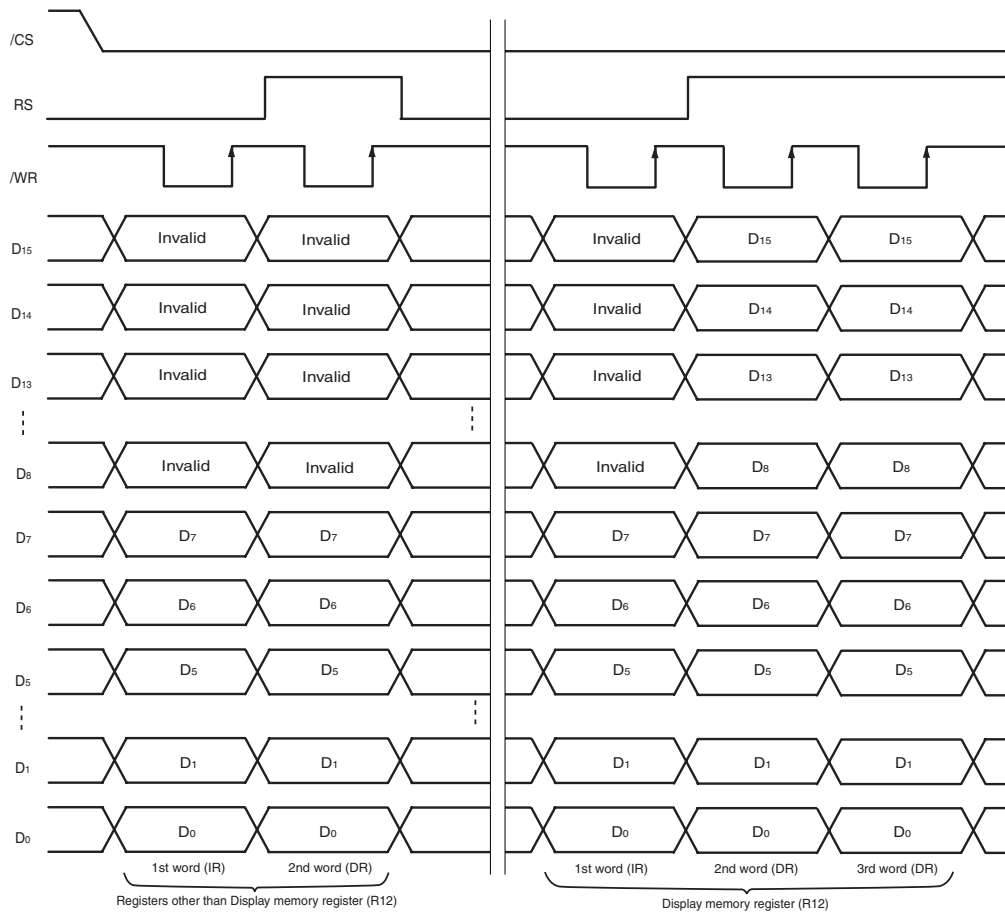 /CS
RS
/WR
D15 Invalid Invalid Invalid D15 D15
D14 Invalid Invalid Invalid D14 D14
D13 Invalid Invalid Invalid D13 D13
D8 Invalid Invalid Invalid D8 D8
D7 D7 D7 D7 D7 D7
D6 D6 D6 D6 D6 D6
D5 D5 D5 D5 D5 D5
D1 D1 D1 D1 D1 D1
D0 D0 D0 D0 D0 D0
1st word (IR) 2nd word (DR) 1st word (IR) 2nd word (DR) 3rd word (DR)
Registers other than Display memory register (R12) Display memory register (R12)